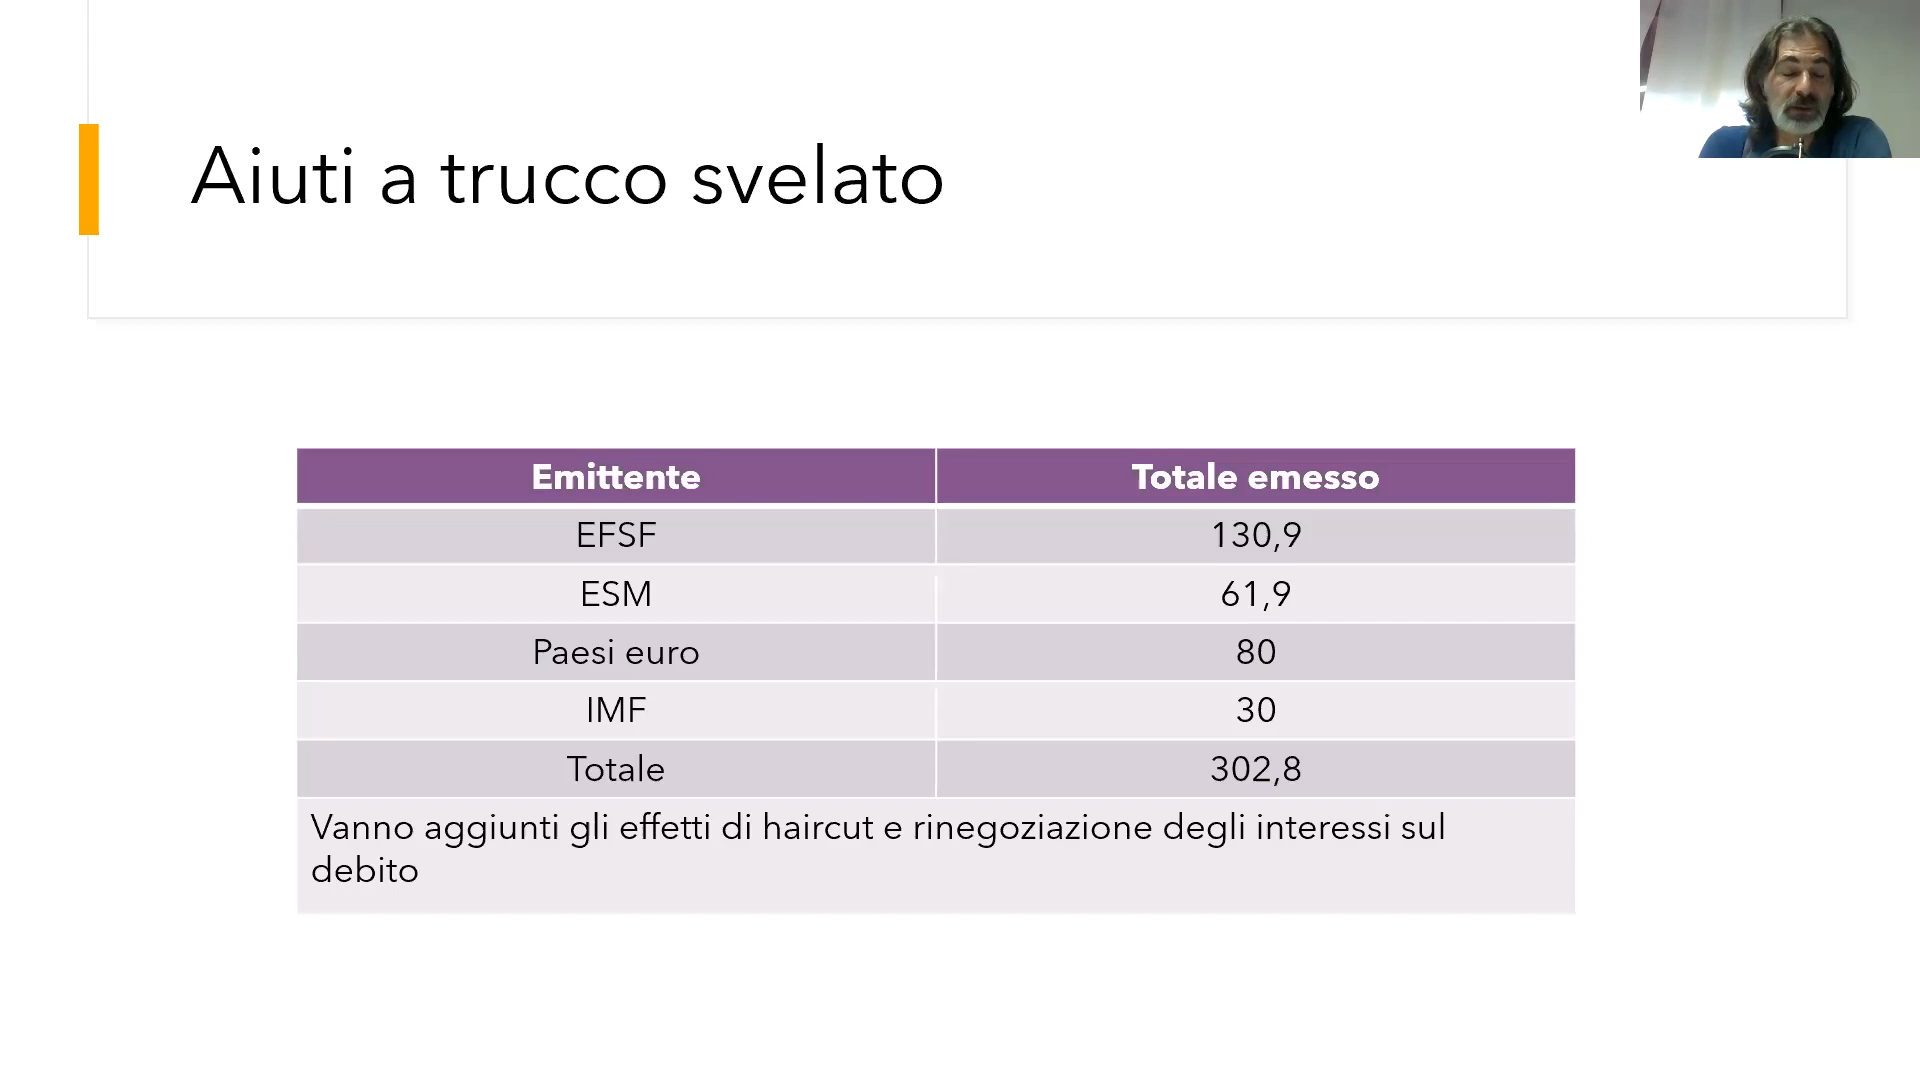 Aiuti a trucco svelato
Emittente Totale emesso
EFSF 130,9
ESM 61,9
Paesi euro 80
IMF 30
Totale 302,8
Vanno aggiunti gli effetti di haircut e rinegoziazione degli interessi sul
debito